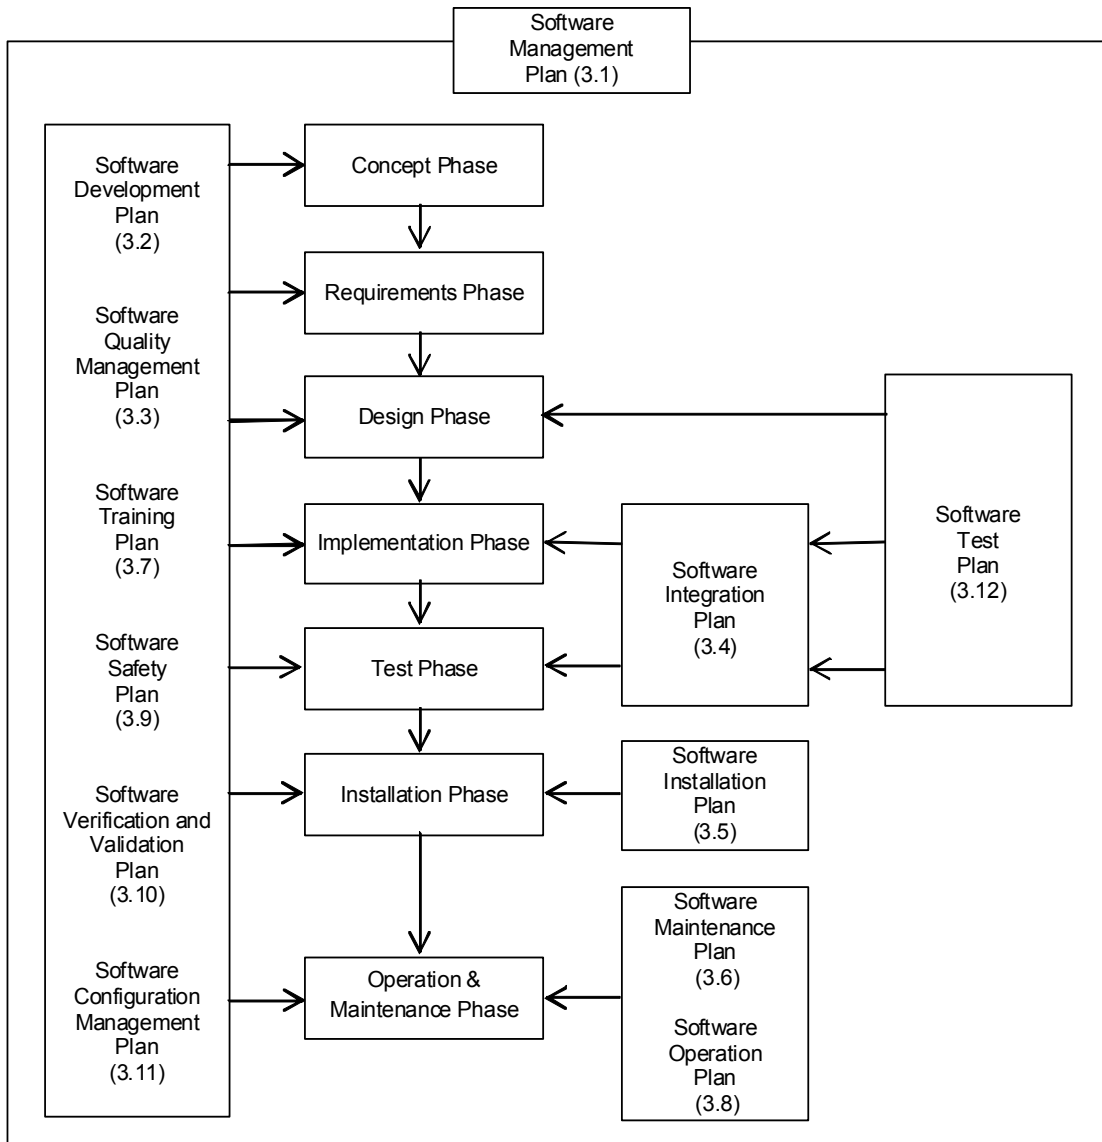 Software
Management
Plan (3.1)
Software
Development
Plan
(3.2)
Software
Quality
Management
Plan
(3.3)
Software
Training
Plan
(3.7)
Software
Safety
Plan
(3.9)
Software
Verification and
Validation
Plan
(3.10)
Software
Configuration
Management
Plan
(3.11)
Concept Phase
Requirements Phase
Design Phase
Implementation Phase
Test Phase
Installation Phase
Operation &
Maintenance Phase
Software
Integration
Plan
(3.4)
Software
Installation
Plan
(3.5)
Software
Maintenance
Plan
(3.6)
Software
Operation
Plan
(3.8)
Software
Test
Plan
(3.12)